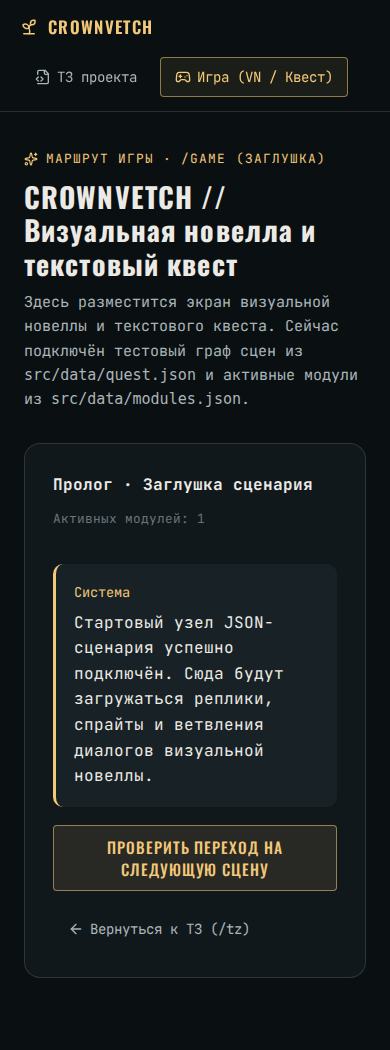 CROWNVETCH
ТЗ проекта
Игра (VN / Квест)
МАРШРУТ ИГРЫ · /GAME (ЗАГЛУШКА)
CROWNVETCH //
Визуальная новелла и
текстовый квест
Здесь разместится экран визуальной
новеллы и текстового квеста. Сейчас
подключён тестовый граф сцен из
src/data/quest.json и активные модули
из src/data/modules.json.
Пролог · Заглушка сценария
Активных модулей: 1
Система
Стартовый узел JSON-
сценария успешно
подключён. Сюда будут
загружаться реплики,
спрайты и ветвления
диалогов визуальной
новеллы.
ПРОВЕРИТЬ ПЕРЕХОД НА
СЛЕДУЮЩУЮ СЦЕНУ
← Вернуться к ТЗ (/tz)